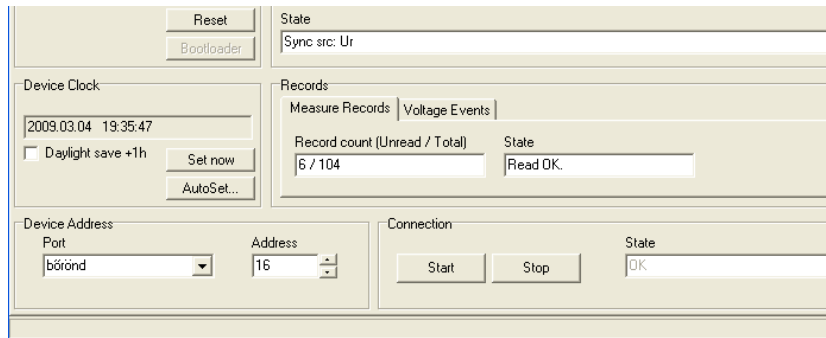 Reset
Bootloader
State
Sync src: Ur
Device Clock
2009.03.04 19:35:47
Daylight save +1h
Set now
AutoSet...
Records
Measure Records
Voltage Events
Record count (Unread / Total)
State
6 / 104
Read OK.
Device Address
Port
Address
bőrönd
16
Connection
Start
Stop
State
OK